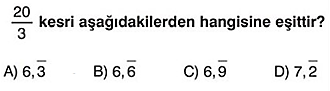 20/3 kesri aşağıdakilerden hangisine eşittir?
A) 6,3̅ B) 6,6̅ C) 6,9̅ D) 7,2̅